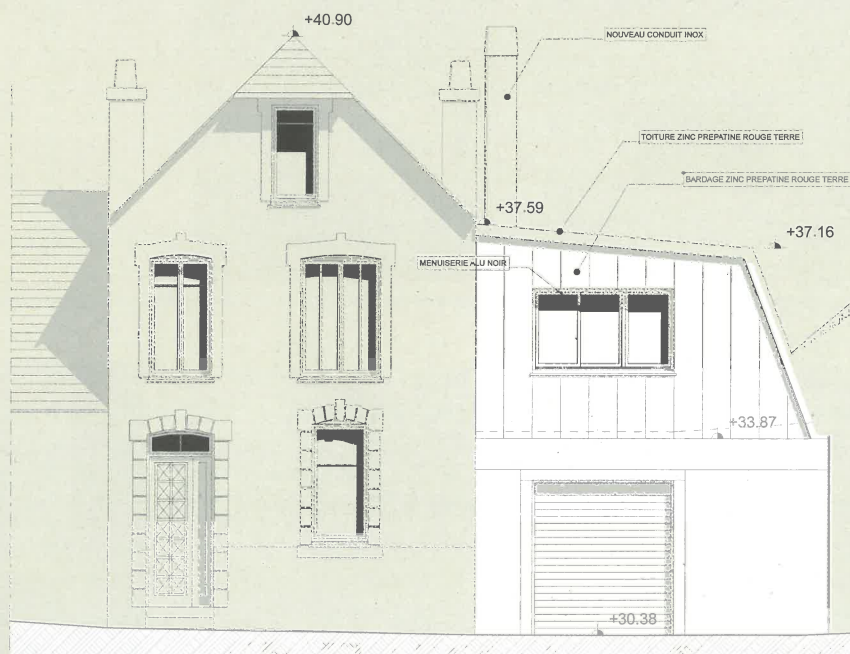 +40.90
NOUVEAU CONDUIT INOX
TOITURE ZINC PREPATINE ROUGE TERRE
BARDAGE ZINC PREPATINE ROUGE TERRE
+37.59
+37.16
MENUISERIE ALU NOIR
+33.87
+30.38